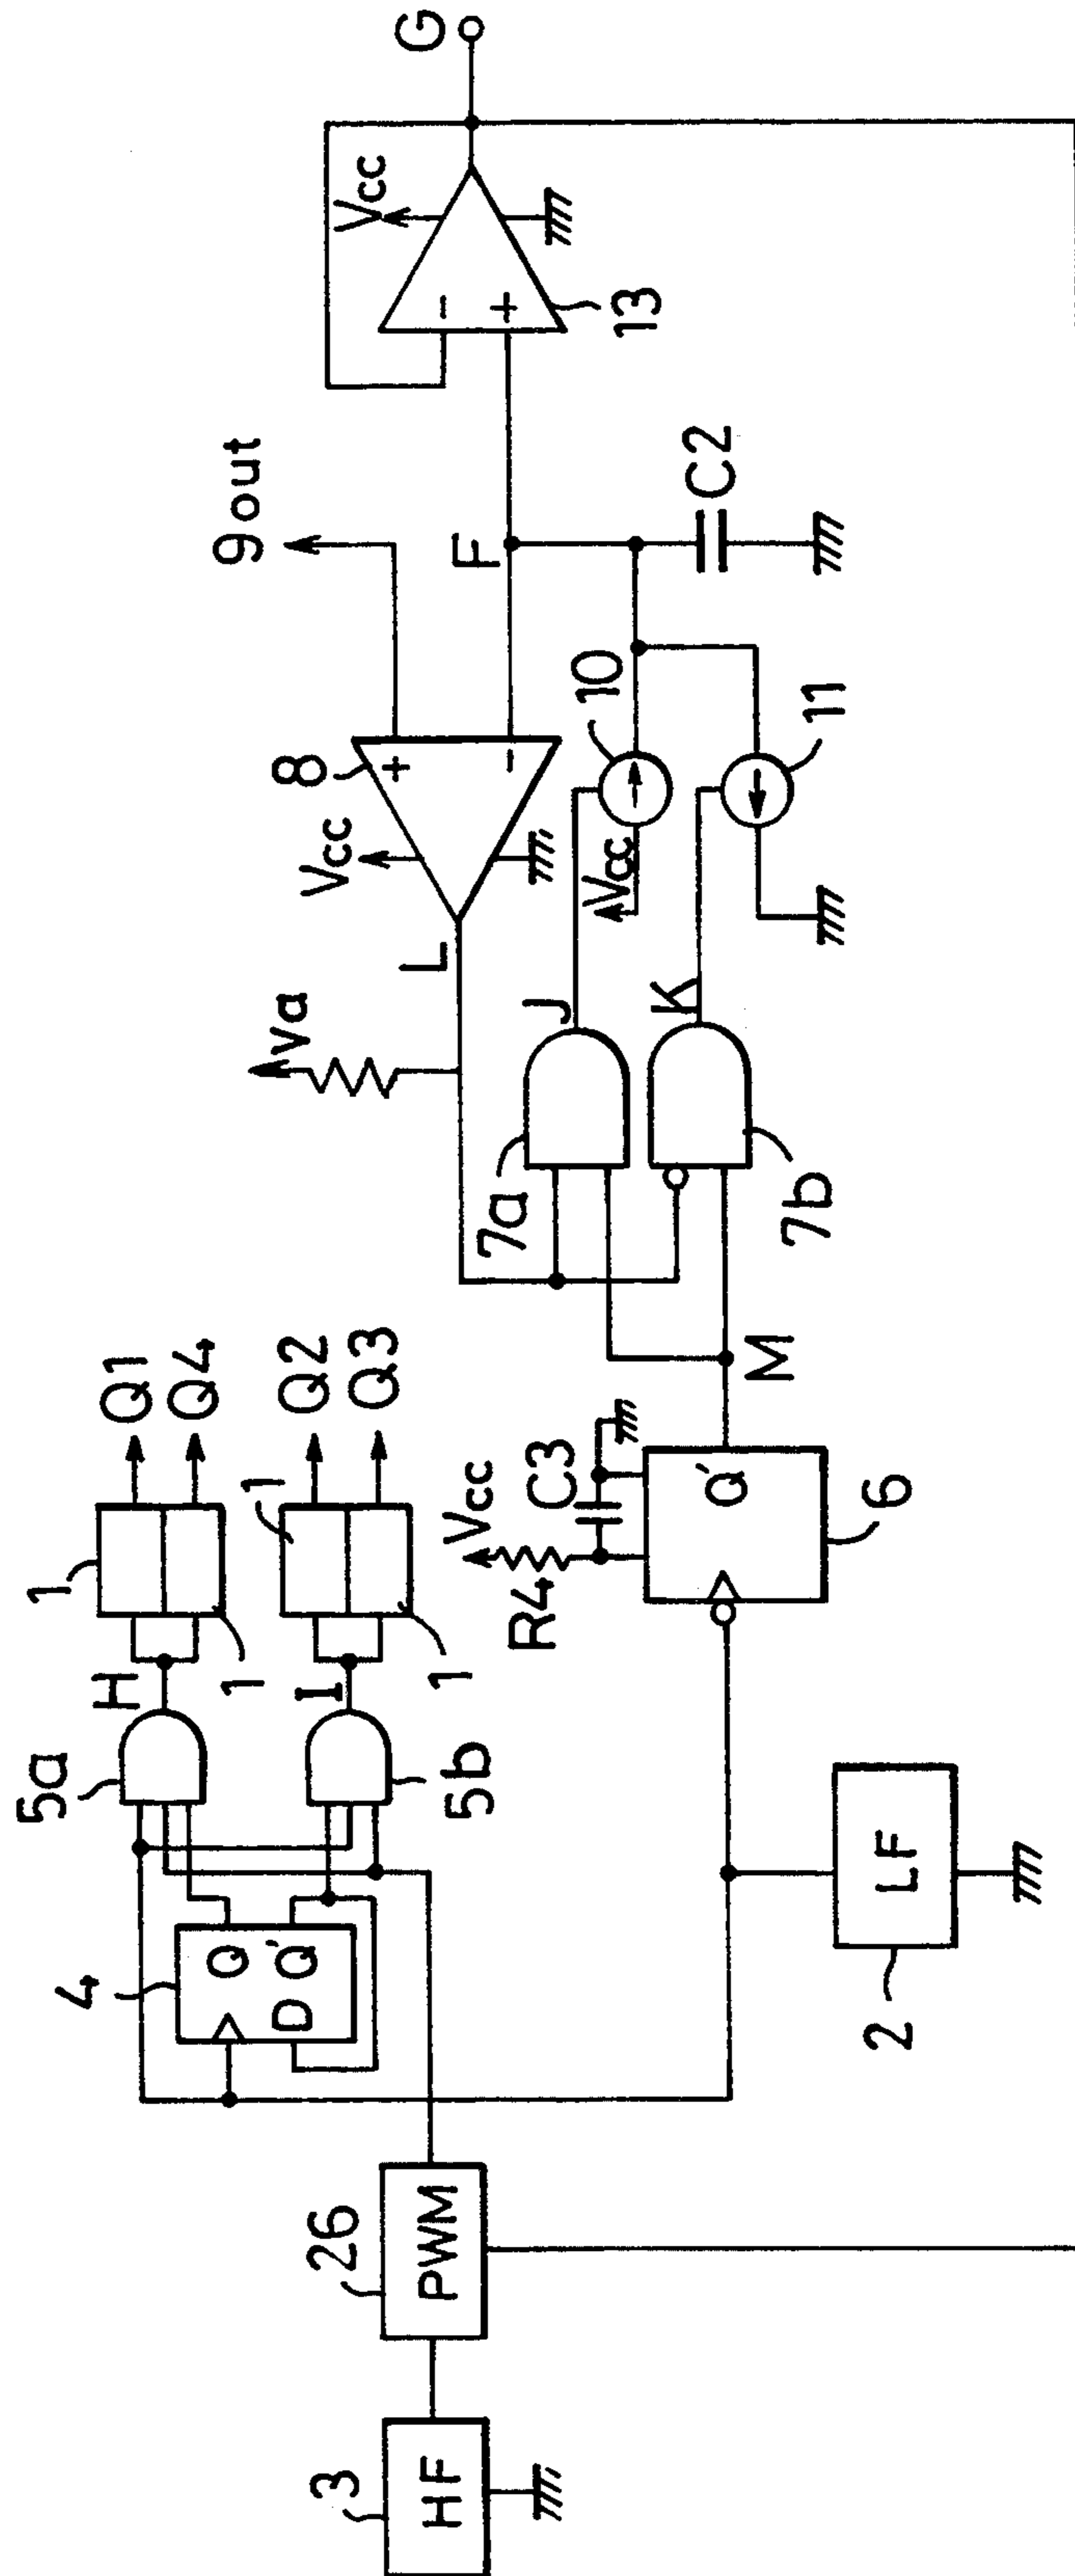 3
HF
26
PWM
4
Q
D Q'
5a
5b
H
I
1
1
1
1
Q1
Q4
Q2
Q3
2
LF
R4
Vcc
C3
Q'
6
M
7a
7b
J
K
L
Va
Vcc
8
+
-
9out
F
Vcc
10
11
C2
Vcc
-
+
13
G